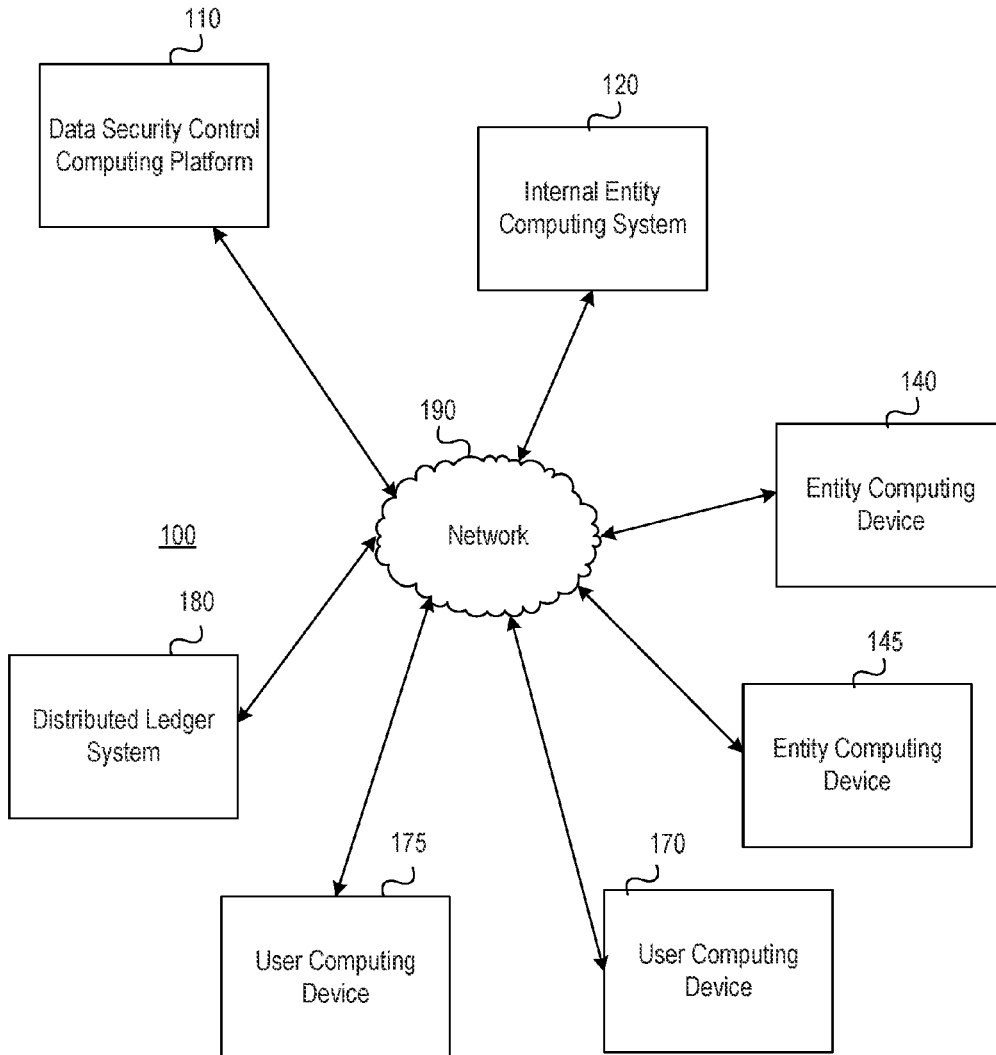 110
Data Security Control
Computing Platform
120
Internal Entity
Computing System
190
Network
140
Entity Computing
Device
100
180
Distributed Ledger
System
145
Entity Computing
Device
175
User Computing
Device
170
User Computing
Device